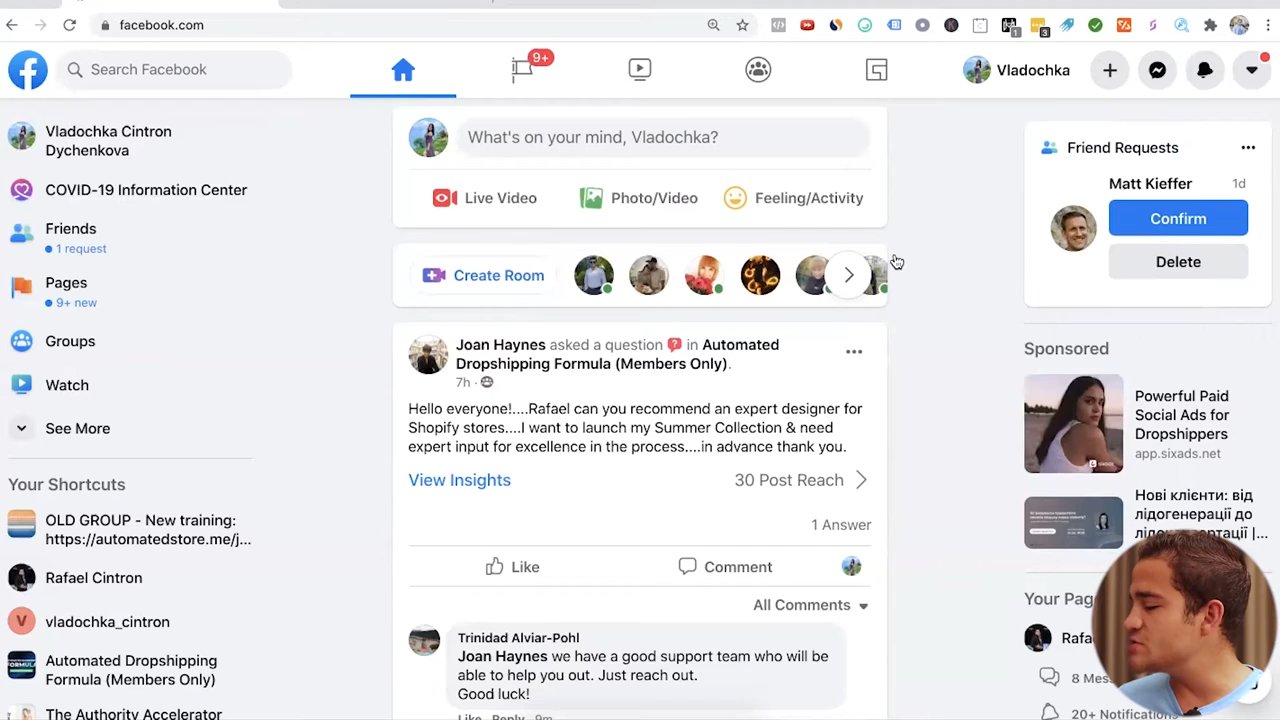 facebook.com
1
3
Search Facebook
9+
Vladochka
Vladochka Cintron
Dychenkova
COVID-19 Information Center
Friends
1 request
Pages
9+ new
Groups
Watch
See More
Your Shortcuts
OLD GROUP - New training:
https://automatedstore.me/j...
Rafael Cintron
V
vladochka_cintron
Automated Dropshipping
Formula (Members Only)
The Authority Accelerator
What's on your mind, Vladochka?
Live Video
Photo/Video
Feeling/Activity
Create Room
Joan Haynes asked a question in Automated
Dropshipping Formula (Members Only).
7h
Hello everyone!....Rafael can you recommend an expert designer for
Shopify stores....I want to launch my Summer Collection & need
expert input for excellence in the process....in advance thank you.
View Insights
30 Post Reach
1 Answer
Like
Comment
All Comments
Trinidad Alviar-Pohl
Joan Haynes we have a good support team who will be
able to help you out. Just reach out.
Good luck!
Like Reply 9m
Friend Requests
Matt Kieffer
1d
Confirm
Delete
Sponsored
Powerful Paid
Social Ads for
Dropshippers
app.sixads.net
Нові клієнти: від
лідогенерації до
Your Pag
Rafa
8 Mes
20+ Notifications